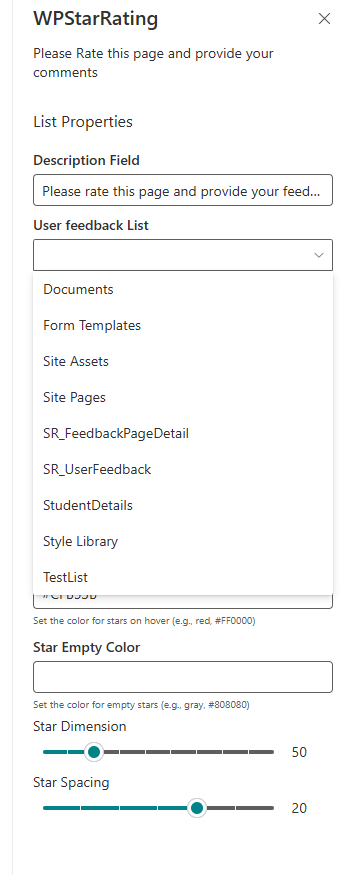 WPStarRating
Please Rate this page and provide your
comments
List Properties
Description Field
Please rate this page and provide your feed...
User feedback List
Documents
Form Templates
Site Assets
Site Pages
SR_FeedbackPageDetail
SR_UserFeedback
StudentDetails
Style Library
TestList
Set the color for stars on hover (e.g., red, #FF0000)
Star Empty Color
Set the color for empty stars (e.g., gray, #808080)
Star Dimension
50
Star Spacing
20